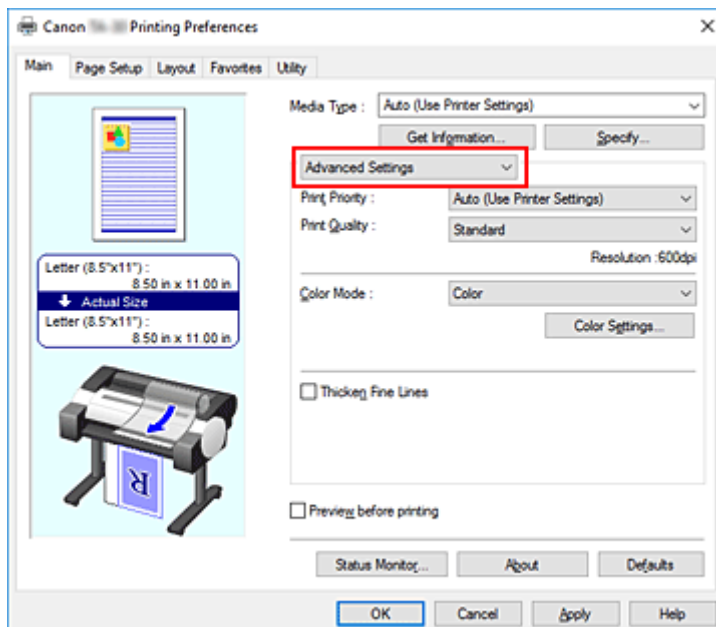 Canon Printing Preferences
Main Page Setup Layout Favorites Utility
Media Type : Auto (Use Printer Settings)
Get Information... Specify...
Advanced Settings
Print Priority : Auto (Use Printer Settings)
Print Quality : Standard
Resolution :600dpi
Letter (8.5"x11") :
8.50 in x 11.00 in
Actual Size
Letter (8.5"x11") :
8.50 in x 11.00 in
Color Mode : Color
Color Settings...
Thicken Fine Lines
R
Preview before printing
Status Monitor... About Defaults
OK Cancel Apply Help